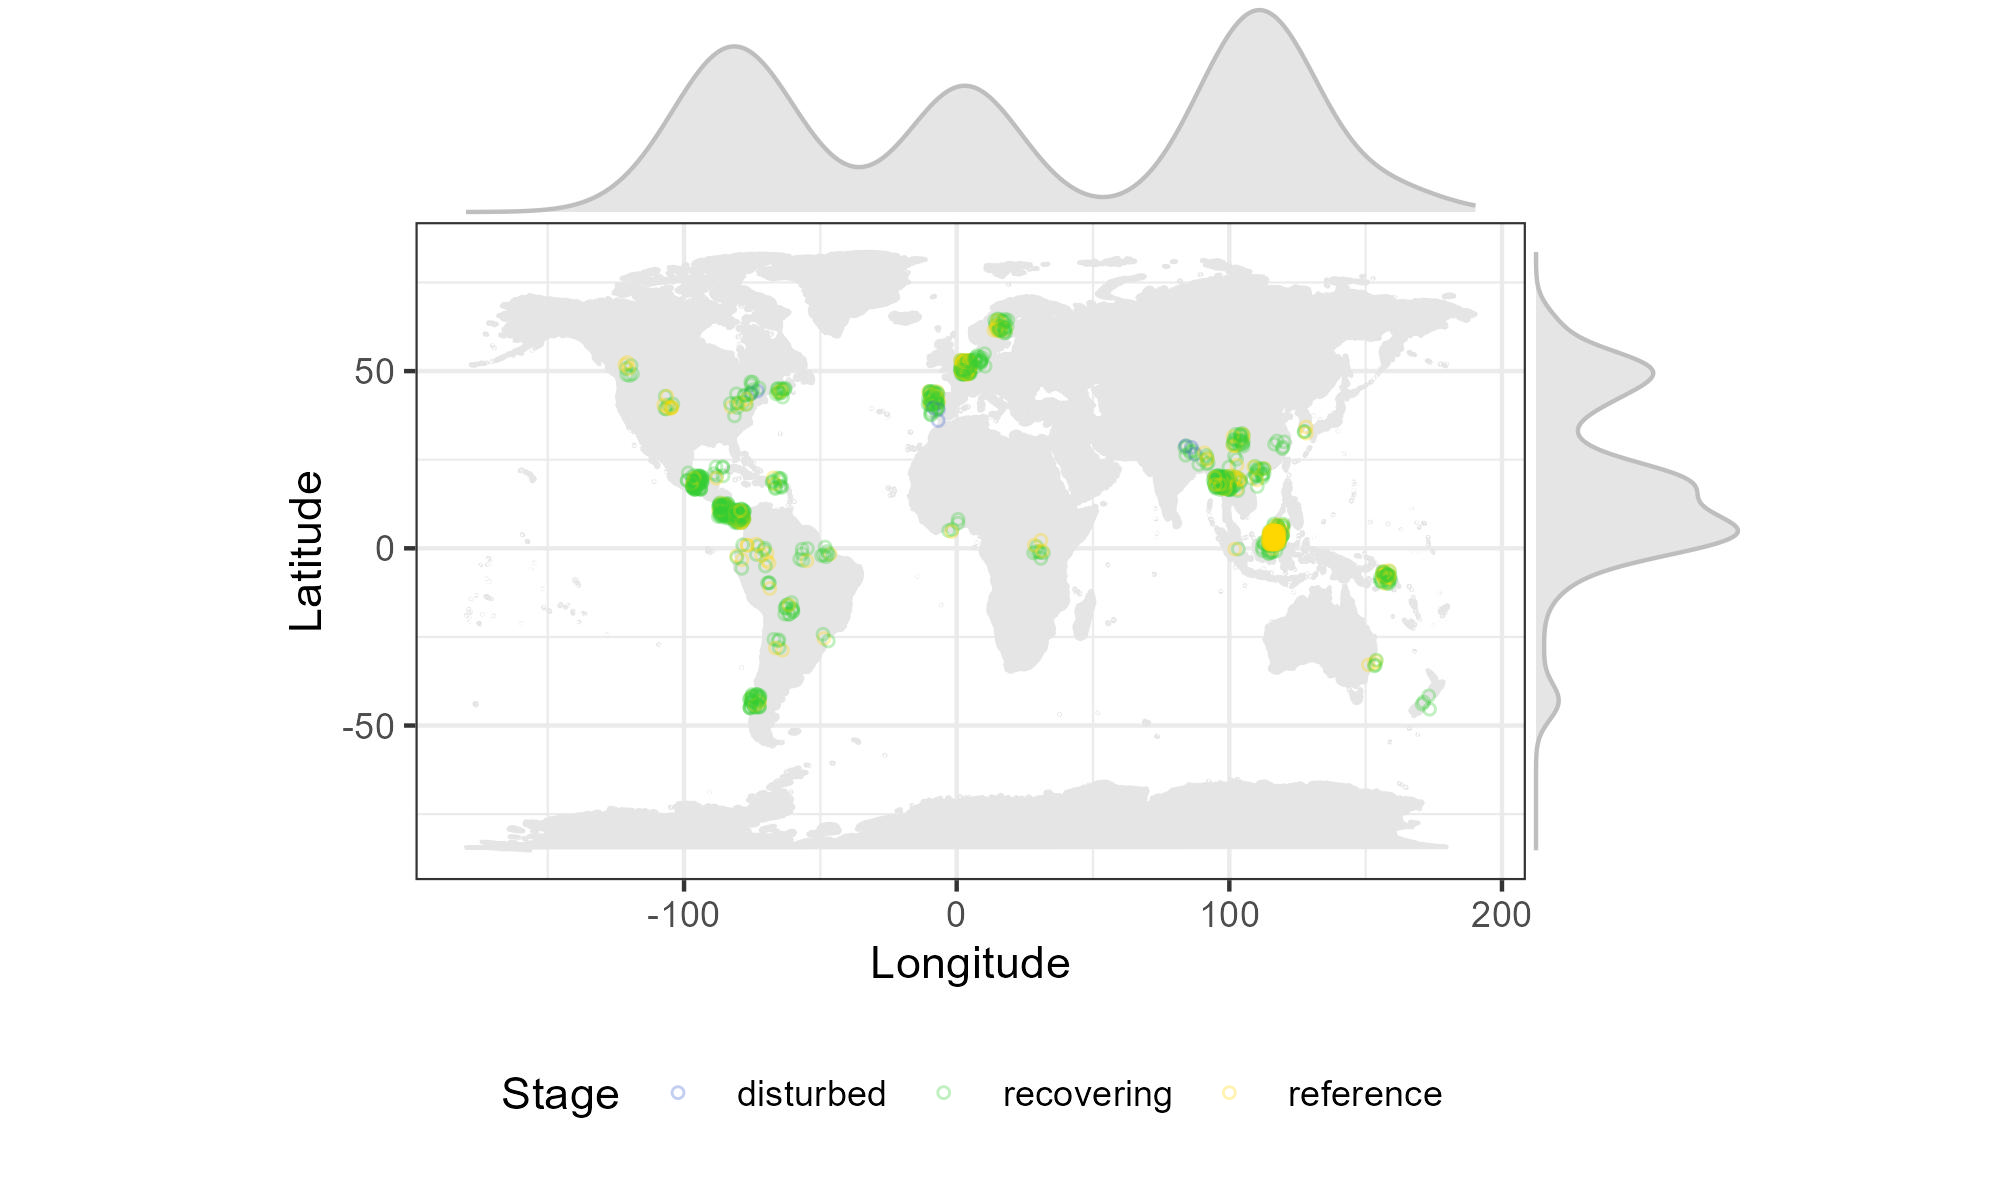 50
0
-50
Latitude
-100 0 100 200
Longitude
Stage disturbed recovering reference